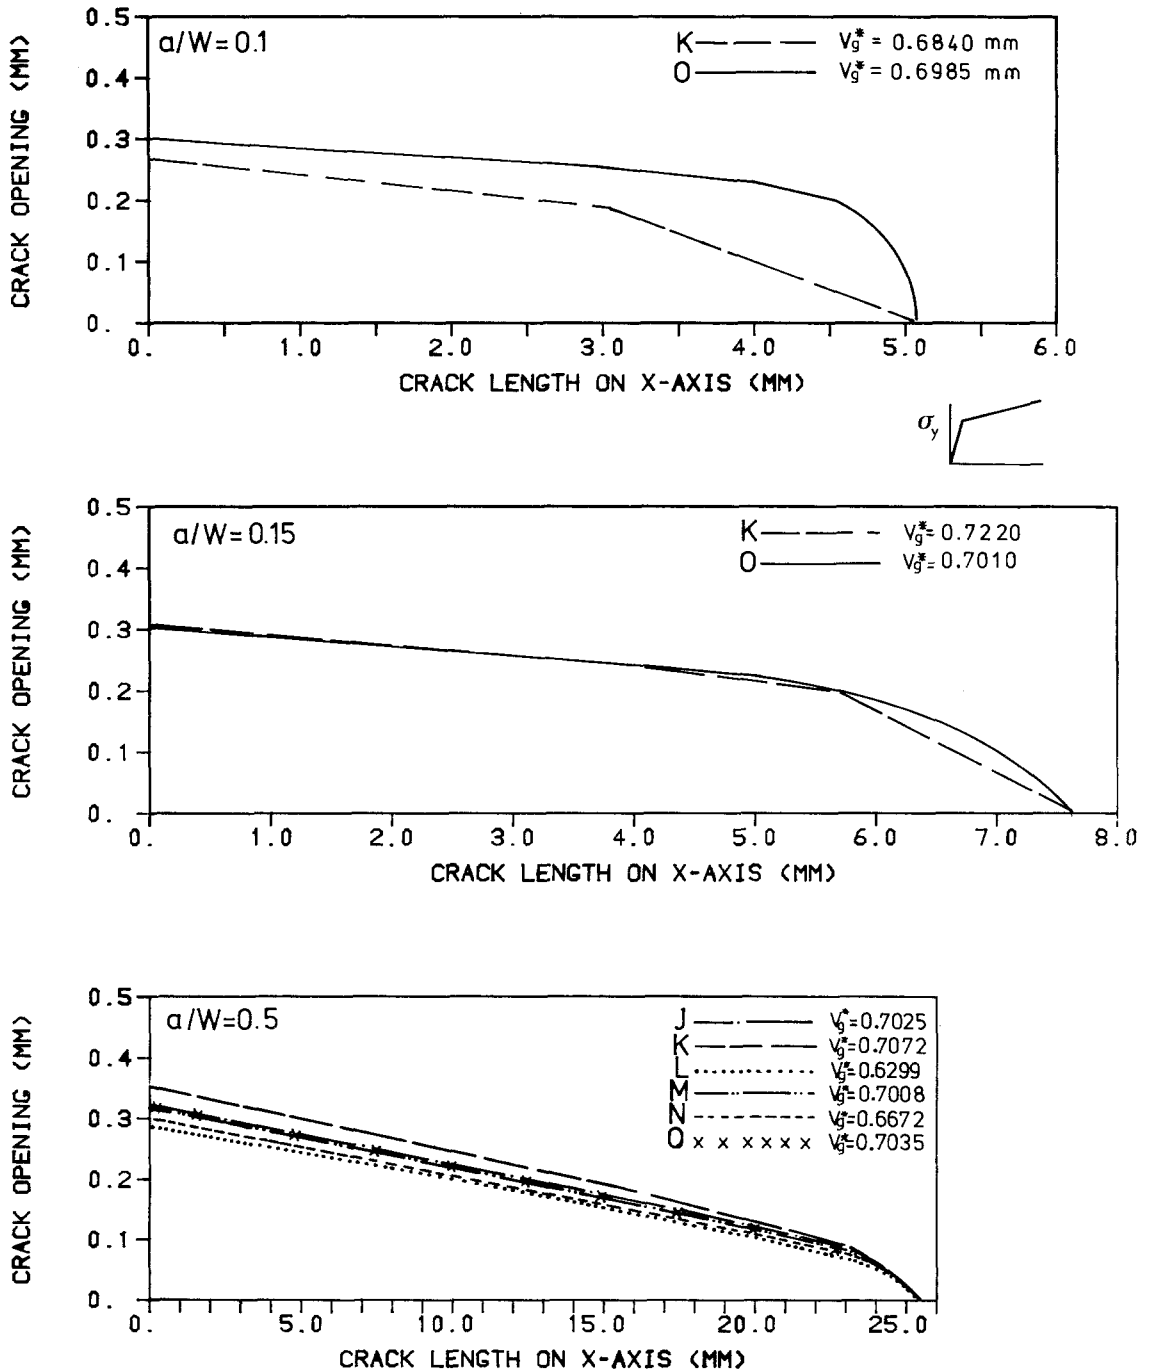 a/W=0.1
K V*g = 0.6840 mm
O V*g = 0.6985 mm
CRACK OPENING (MM)
0.5
0.4
0.3
0.2
0.1
0.
0. 1.0 2.0 3.0 4.0 5.0 6.0
CRACK LENGTH ON X-AXIS (MM)
σy
a/W=0.15
K V*g=0.7220
O V*g=0.7010
CRACK OPENING (MM)
0.5
0.4
0.3
0.2
0.1
0.
0. 1.0 2.0 3.0 4.0 5.0 6.0 7.0 8.0
CRACK LENGTH ON X-AXIS (MM)
a/W=0.5
J V*g=0.7025
K V*g=0.7072
L V*g=0.6299
M V*g=0.7008
N V*g=0.6672
Q V*g=0.7035
CRACK OPENING (MM)
0.5
0.4
0.3
0.2
0.1
0.
0. 5.0 10.0 15.0 20.0 25.0
CRACK LENGTH ON X-AXIS (MM)